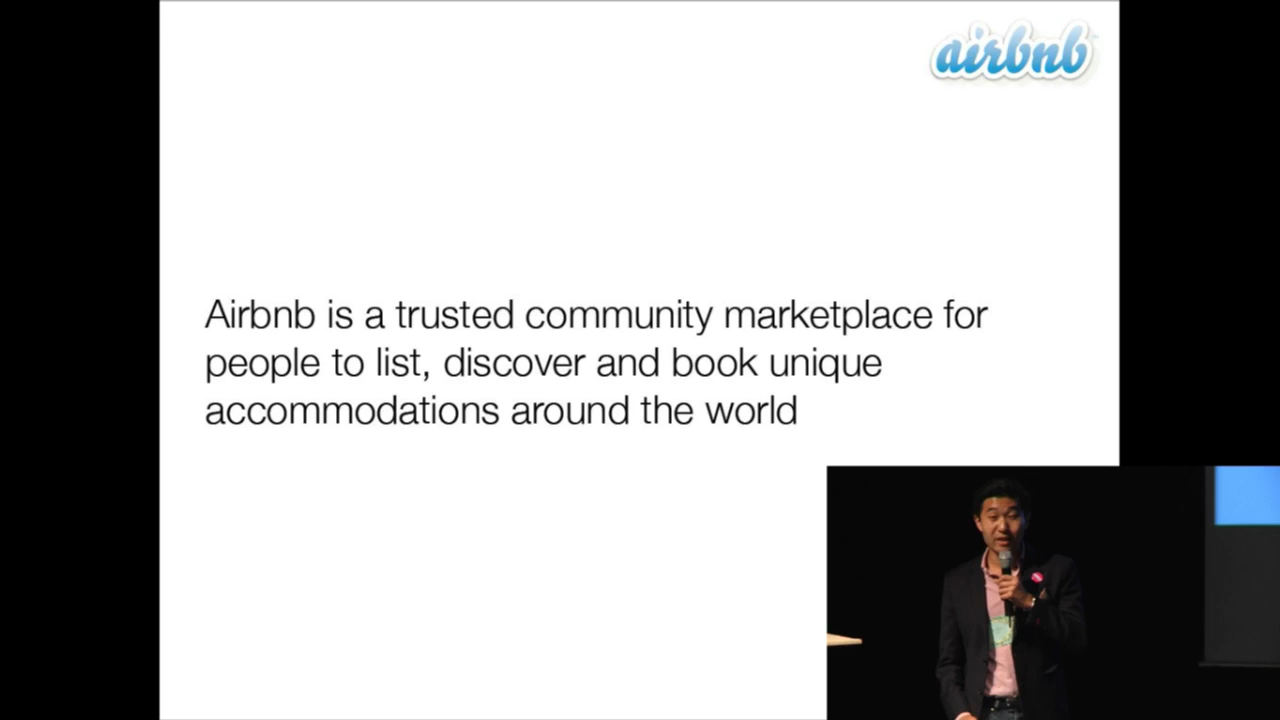 airbnb
Airbnb is a trusted community marketplace for
people to list, discover and book unique
accommodations around the world